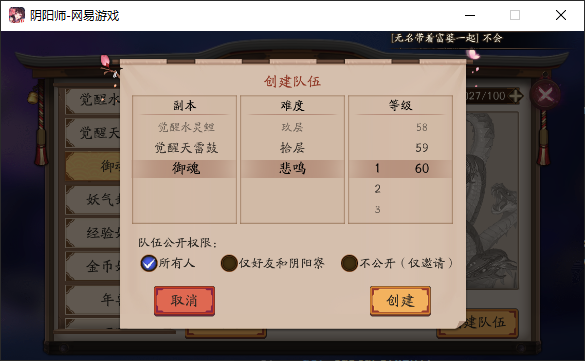 阴阳师-网易游戏
[无名带着富婆一起] 不会
创建队伍
副本 难度 等级
觉醒水灵鲤 玖层 58
觉醒天雷鼓 拾层 59
御魂 悲鸣 1 60
2
3
队伍公开权限：
所有人 仅好友和阴阳寮 不公开（仅邀请）
取消 创建
觉醒水
觉醒天
御
妖气
经验
金币
年
027/100
建队伍